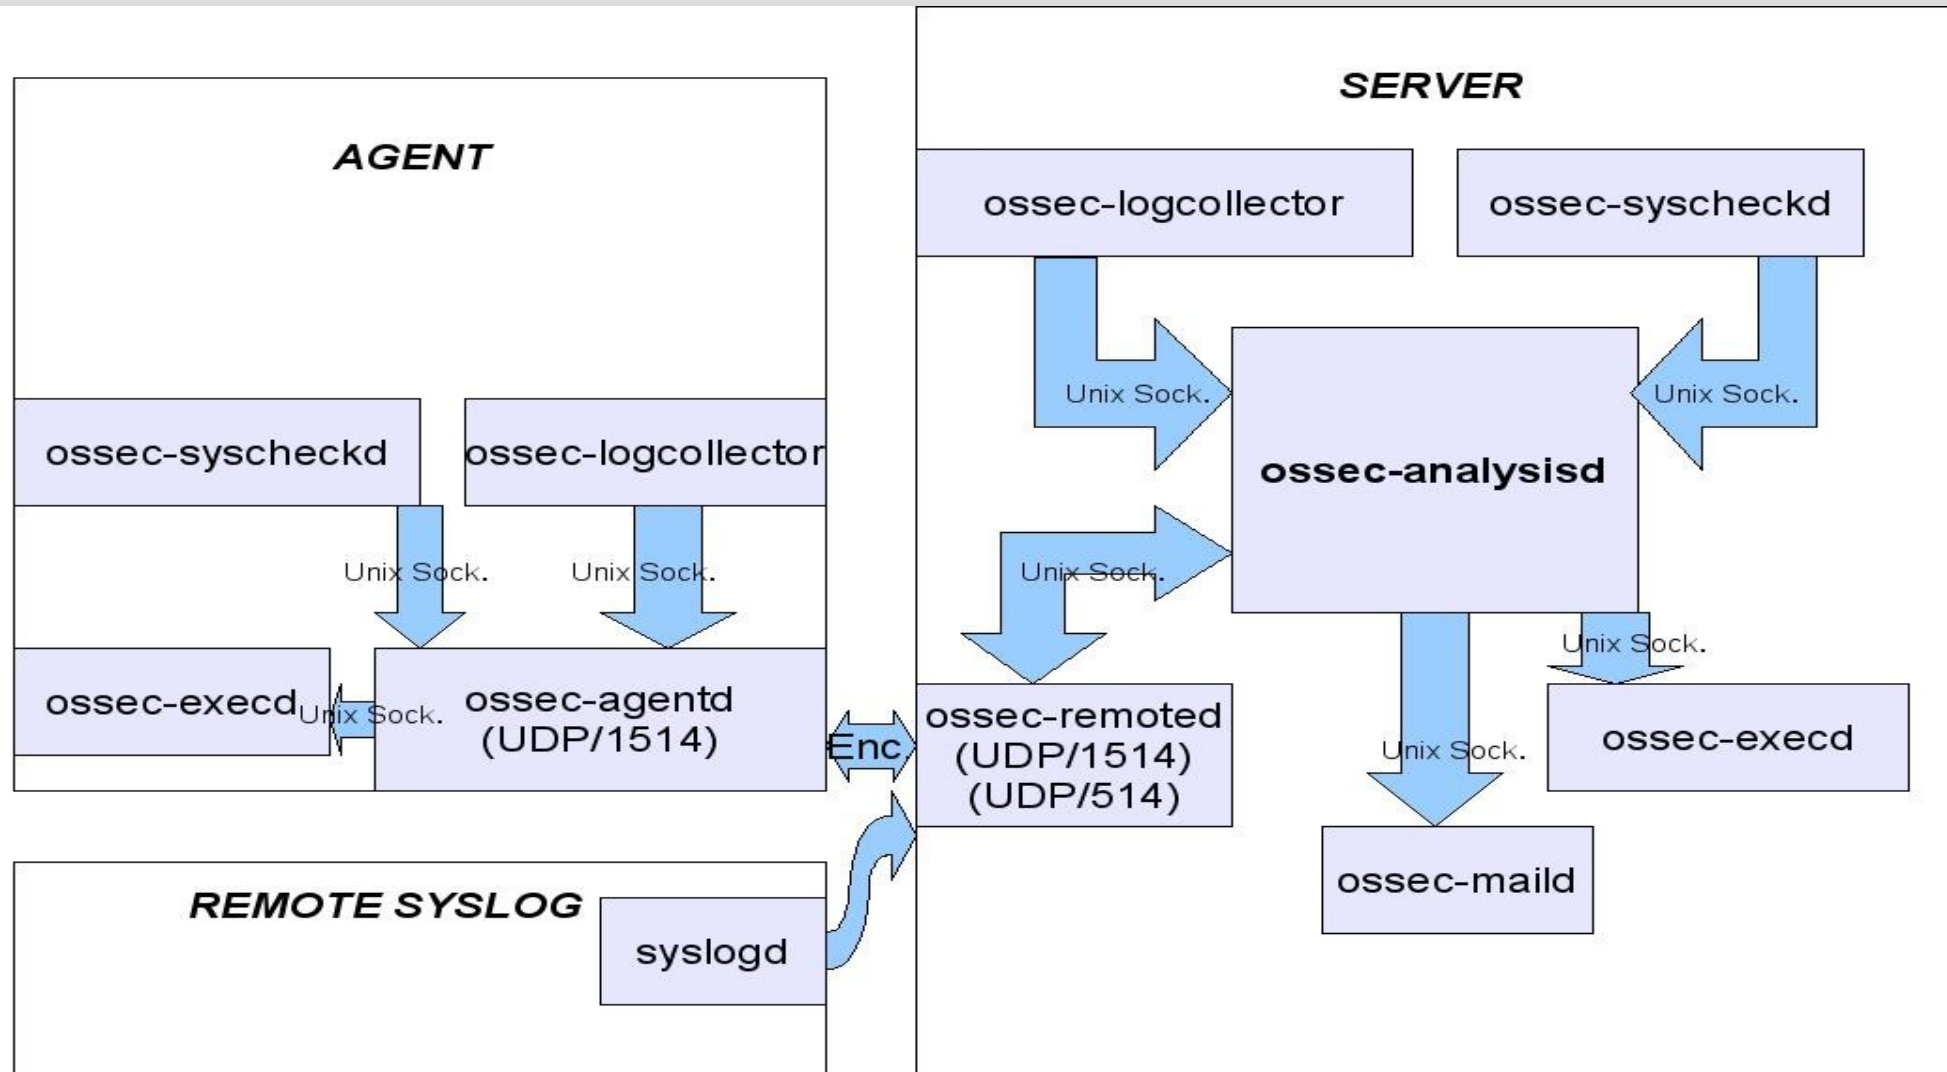 AGENT
ossec-syscheckd
ossec-logcollector
Unix Sock.
Unix Sock.
ossec-execd
Unix Sock.
ossec-agentd
(UDP/1514)
Enc.
REMOTE SYSLOG
syslogd
SERVER
ossec-logcollector
ossec-syscheckd
Unix Sock.
Unix Sock.
ossec-analysisd
Unix Sock.
Unix Sock.
ossec-remoted
(UDP/1514)
(UDP/514)
Unix Sock.
ossec-execd
ossec-maild